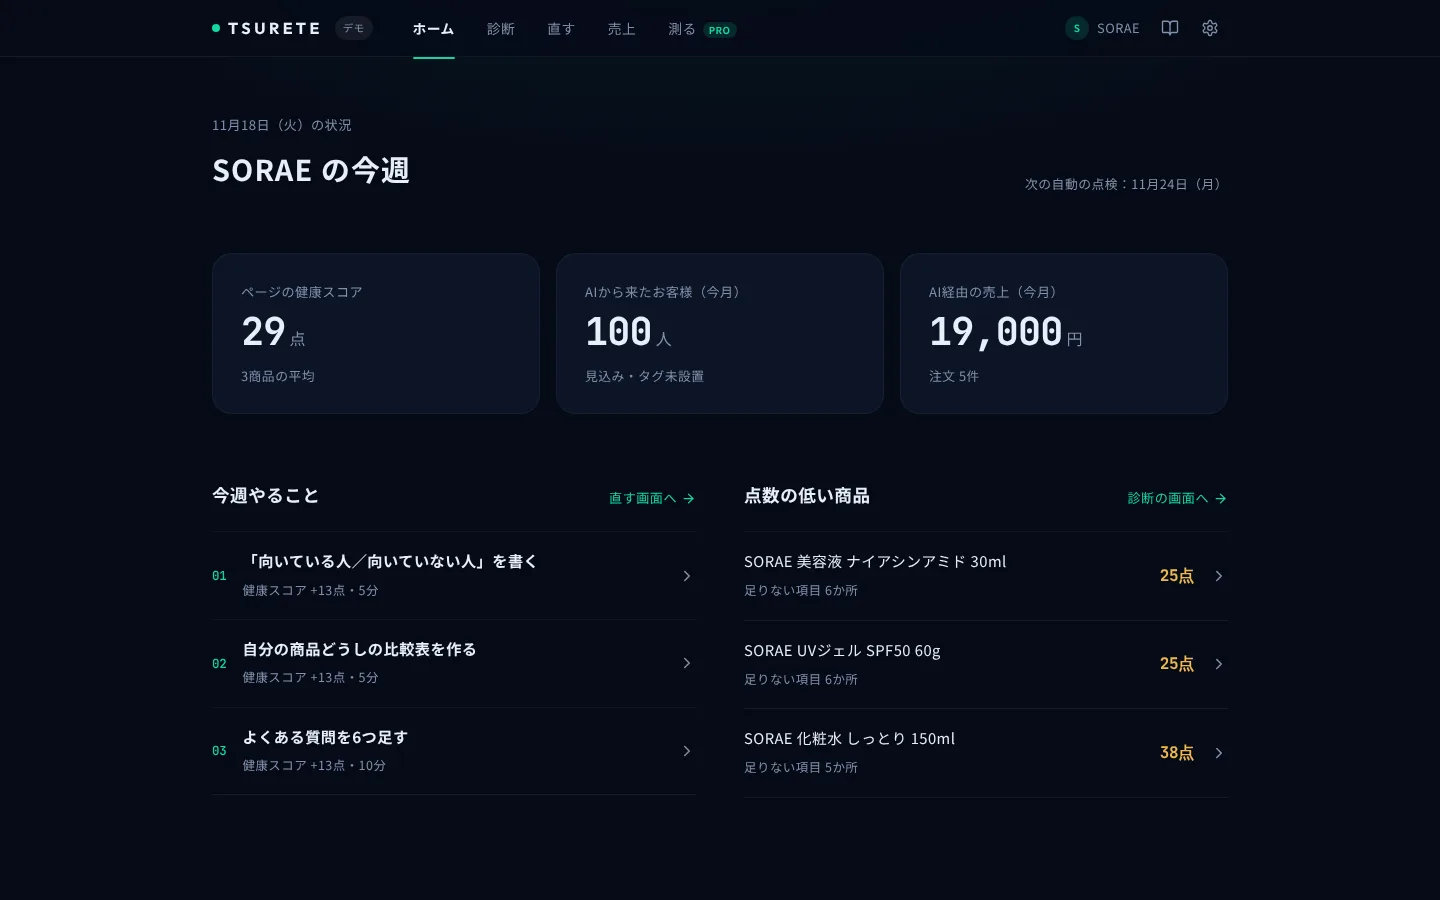 TSURETE デモ ホーム 診断 直す 売上 測る PRO S SORAE
11月18日（火）の状況
SORAE の今週
次の自動の点検：11月24日（月）
ページの健康スコア
29 点
3商品の平均
AIから来たお客様（今月）
100 人
見込み・タグ未設置
AI経由の売上（今月）
19,000 円
注文 5件
今週やること
直す画面へ →
01
「向いている人／向いていない人」を書く
健康スコア +13点・5分
02
自分の商品どうしの比較表を作る
健康スコア +13点・5分
03
よくある質問を6つ足す
健康スコア +13点・10分
点数の低い商品
診断の画面へ →
SORAE 美容液 ナイアシンアミド 30ml
足りない項目 6か所
25点
SORAE UVジェル SPF50 60g
足りない項目 6か所
25点
SORAE 化粧水 しっとり 150ml
足りない項目 5か所
38点